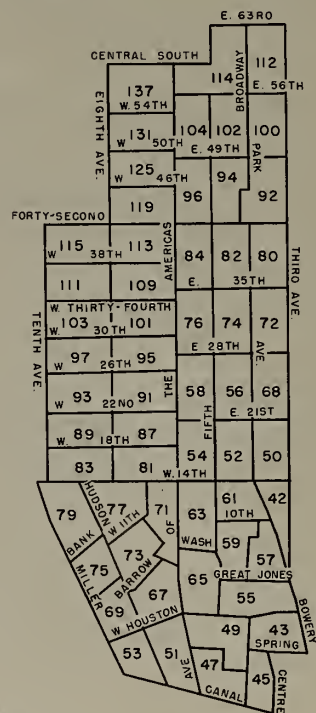 E. 63RD
CENTRAL SOUTH
BROADWAY
112
114
E. 56TH
EIGHTH AVE.
137
W. 54TH
104
102
100
131
W 50TH
E. 49TH
PARK
125
W 46TH
94
96
92
119
FORTY-SECOND
AMERICAS
115
113
W 38TH
84
82
80
THIRD AVE.
111
109
E. 35TH
W. THIRTY-FOURTH
103
101
W. 30TH
76
74
72
TENTH AVE.
97
95
W 26TH
E 28TH
AVE.
THE
93
91
W 22ND
58
56
68
FIFTH
E. 21ST
89
87
W. 18TH
54
52
50
83
81
W. 14TH
79
HUDSON
77
W 11TH
71
OF
63
61
10TH
42
BANK
WASH
59
73
75
BARROW
57
MILLER
65
GREAT JONES
69
67
55
BOWERY
W HOUSTON
49
43
SPRING
53
51
AVE
47
CANAL
45
CENTRE